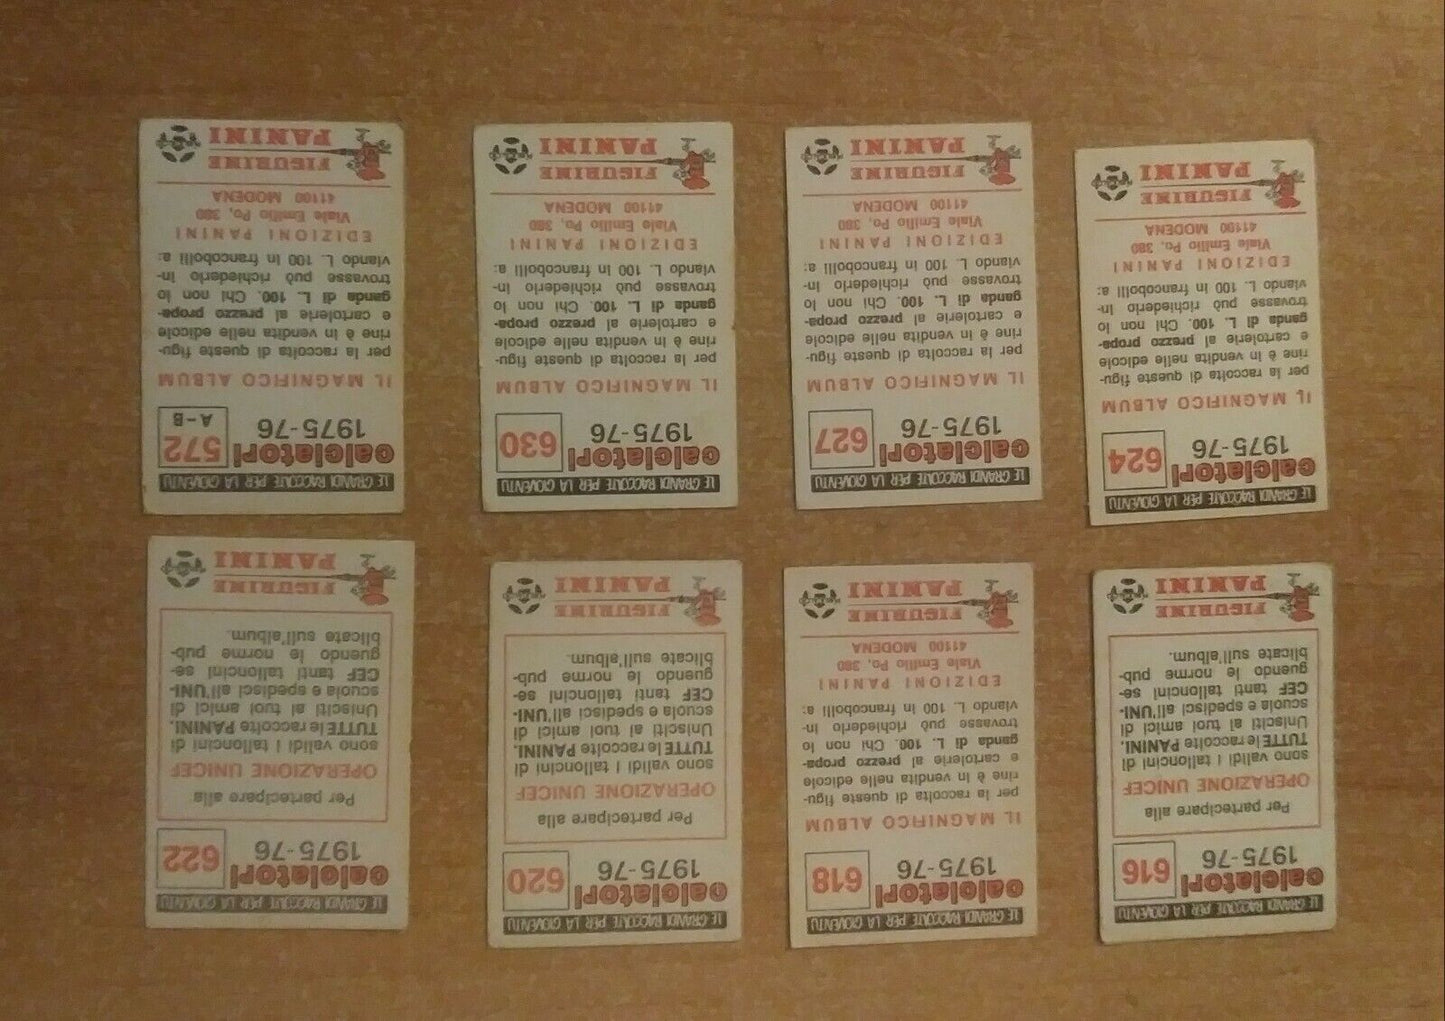 LE GRANDI RACCOLTE PER LA GIOVENTÙ
calciatori
1975-76
616
Per partecipare alla
OPERAZIONE UNICEF
sono validi i talloncini di
TUTTE le raccolte PANINI.
Unisciti ai tuoi amici di
scuola e spedisci all'UNI-
CEF tanti talloncini se-
guendo le norme pub-
blicate sull'album.
FIGURINE
PANINI
LE GRANDI RACCOLTE PER LA GIOVENTÙ
calciatori
1975-76
618
IL MAGNIFICO ALBUM
per la raccolta di queste figu-
rine è in vendita nelle edicole
e cartolerie al prezzo propa-
ganda di L. 100. Chi non lo
trovasse può richiederlo in-
viando L. 100 in francobolli a:
EDIZIONI PANINI
Viale Emilio Po, 380
41100 MODENA
FIGURINE
PANINI
LE GRANDI RACCOLTE PER LA GIOVENTÙ
calciatori
1975-76
620
Per partecipare alla
OPERAZIONE UNICEF
sono validi i talloncini di
TUTTE le raccolte PANINI.
Unisciti ai tuoi amici di
scuola e spedisci all'UNI-
CEF tanti talloncini se-
guendo le norme pub-
blicate sull'album.
FIGURINE
PANINI
LE GRANDI RACCOLTE PER LA GIOVENTÙ
calciatori
1975-76
622
Per partecipare alla
OPERAZIONE UNICEF
sono validi i talloncini di
TUTTE le raccolte PANINI.
Unisciti ai tuoi amici di
scuola e spedisci all'UNI-
CEF tanti talloncini se-
guendo le norme pub-
blicate sull'album.
FIGURINE
PANINI
LE GRANDI RACCOLTE PER LA GIOVENTÙ
calciatori
1975-76
624
IL MAGNIFICO ALBUM
per la raccolta di queste figu-
rine è in vendita nelle edicole
e cartolerie al prezzo propa-
ganda di L. 100. Chi non lo
trovasse può richiederlo in-
viando L. 100 in francobolli a:
EDIZIONI PANINI
Viale Emilio Po, 380
41100 MODENA
FIGURINE
PANINI
LE GRANDI RACCOLTE PER LA GIOVENTÙ
calciatori
1975-76
627
IL MAGNIFICO ALBUM
per la raccolta di queste figu-
rine è in vendita nelle edicole
e cartolerie al prezzo propa-
ganda di L. 100. Chi non lo
trovasse può richiederlo in-
viando L. 100 in francobolli a:
EDIZIONI PANINI
Viale Emilio Po, 380
41100 MODENA
FIGURINE
PANINI
LE GRANDI RACCOLTE PER LA GIOVENTÙ
calciatori
1975-76
630
IL MAGNIFICO ALBUM
per la raccolta di queste figu-
rine è in vendita nelle edicole
e cartolerie al prezzo propa-
ganda di L. 100. Chi non lo
trovasse può richiederlo in-
viando L. 100 in francobolli a:
EDIZIONI PANINI
Viale Emilio Po, 380
41100 MODENA
FIGURINE
PANINI
LE GRANDI RACCOLTE PER LA GIOVENTÙ
calciatori
1975-76
572
A-B
IL MAGNIFICO ALBUM
per la raccolta di queste figu-
rine è in vendita nelle edicole
e cartolerie al prezzo propa-
ganda di L. 100. Chi non lo
trovasse può richiederlo in-
viando L. 100 in francobolli a:
EDIZIONI PANINI
Viale Emilio Po, 380
41100 MODENA
FIGURINE
PANINI